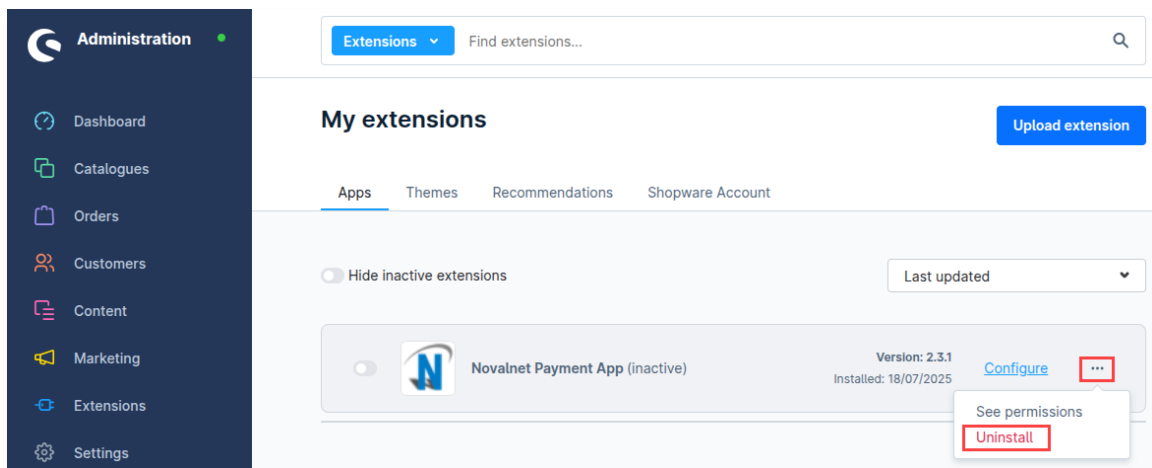 Administration
Extensions
Find extensions...
Dashboard
Catalogues
Orders
Customers
Content
Marketing
Extensions
Settings
My extensions
Upload extension
Apps
Themes
Recommendations
Shopware Account
Hide inactive extensions
Last updated
N
Novalnet Payment App (inactive)
Version: 2.3.1
Installed: 18/07/2025
Configure
...
See permissions
Uninstall